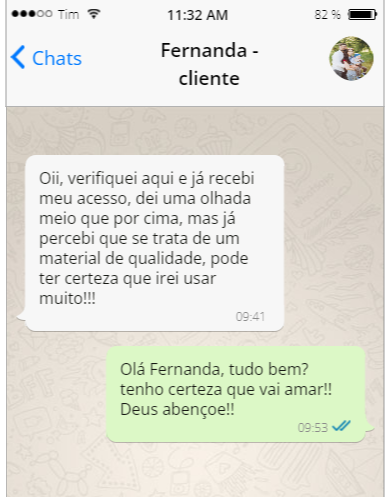 Tim 11:32 AM 82 %
Chats
Fernanda -
cliente
Oii, verifiquei aqui e já recebi
meu acesso, dei uma olhada
meio que por cima, mas já
percebi que se trata de um
material de qualidade, pode
ter certeza que irei usar
muito!!!
09:41
Olá Fernanda, tudo bem?
tenho certeza que vai amar!!
Deus abençoe!!
09:53